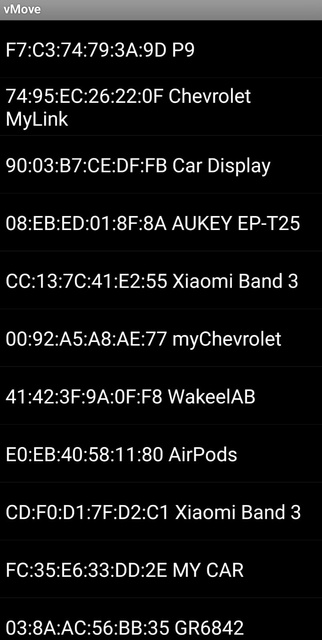 vMove
F7:C3:74:79:3A:9D P9
74:95:EC:26:22:0F Chevrolet
MyLink
90:03:B7:CE:DF:FB Car Display
08:EB:ED:01:8F:8A AUKEY EP-T25
CC:13:7C:41:E2:55 Xiaomi Band 3
00:92:A5:A8:AE:77 myChevrolet
41:42:3F:9A:0F:F8 WakeelAB
E0:EB:40:58:11:80 AirPods
CD:F0:D1:7F:D2:C1 Xiaomi Band 3
FC:35:E6:33:DD:2E MY CAR
03:8A:AC:56:BB:35 GR6842